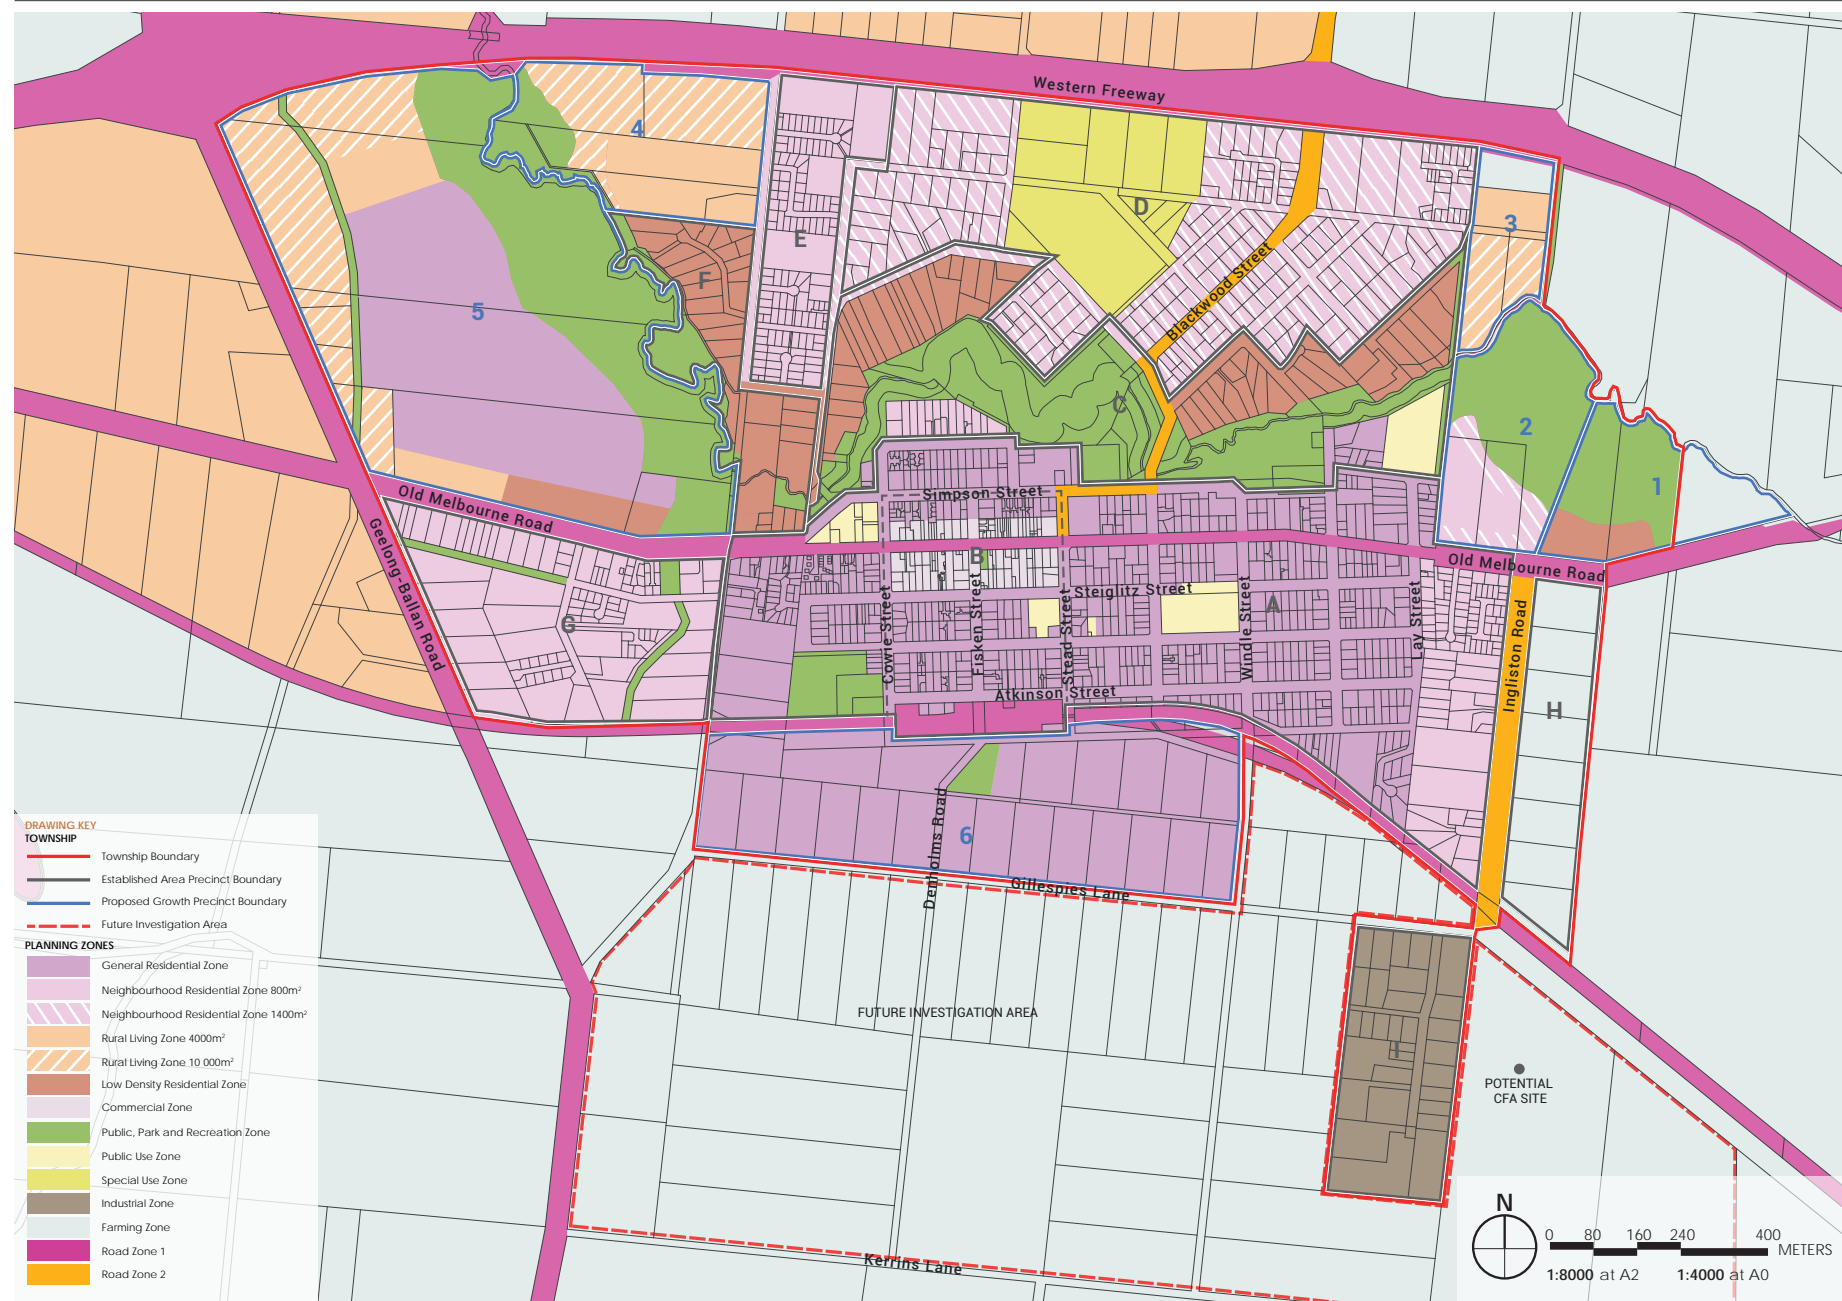 Western Freeway
4
3
D
E
F
5
Blackwood Street
C
2
1
Simpson Street
Old Melbourne Road
B
Old Melbourne Road
Geelong-Ballan Road
G
Cowie Street
Fisken Street
Stead Street
Steiglitz Street
Windle Street
A
Lay Street
Inglis­ton Road
H
Atkinson Street
Denholms Road
6
Gillespies Lane
FUTURE INVESTIGATION AREA
I
POTENTIAL
CFA SITE
Kerrins Lane
DRAWING KEY
TOWNSHIP
Township Boundary
Established Area Precinct Boundary
Proposed Growth Precinct Boundary
Future Investigation Area
PLANNING ZONES
General Residential Zone
Neighbourhood Residential Zone 800m²
Neighbourhood Residential Zone 1400m²
Rural Living Zone 4000m²
Rural Living Zone 10 000m²
Low Density Residential Zone
Commercial Zone
Public, Park and Recreation Zone
Public Use Zone
Special Use Zone
Industrial Zone
Farming Zone
Road Zone 1
Road Zone 2
N
0 80 160 240 400
METERS
1:8000 at A2 1:4000 at A0